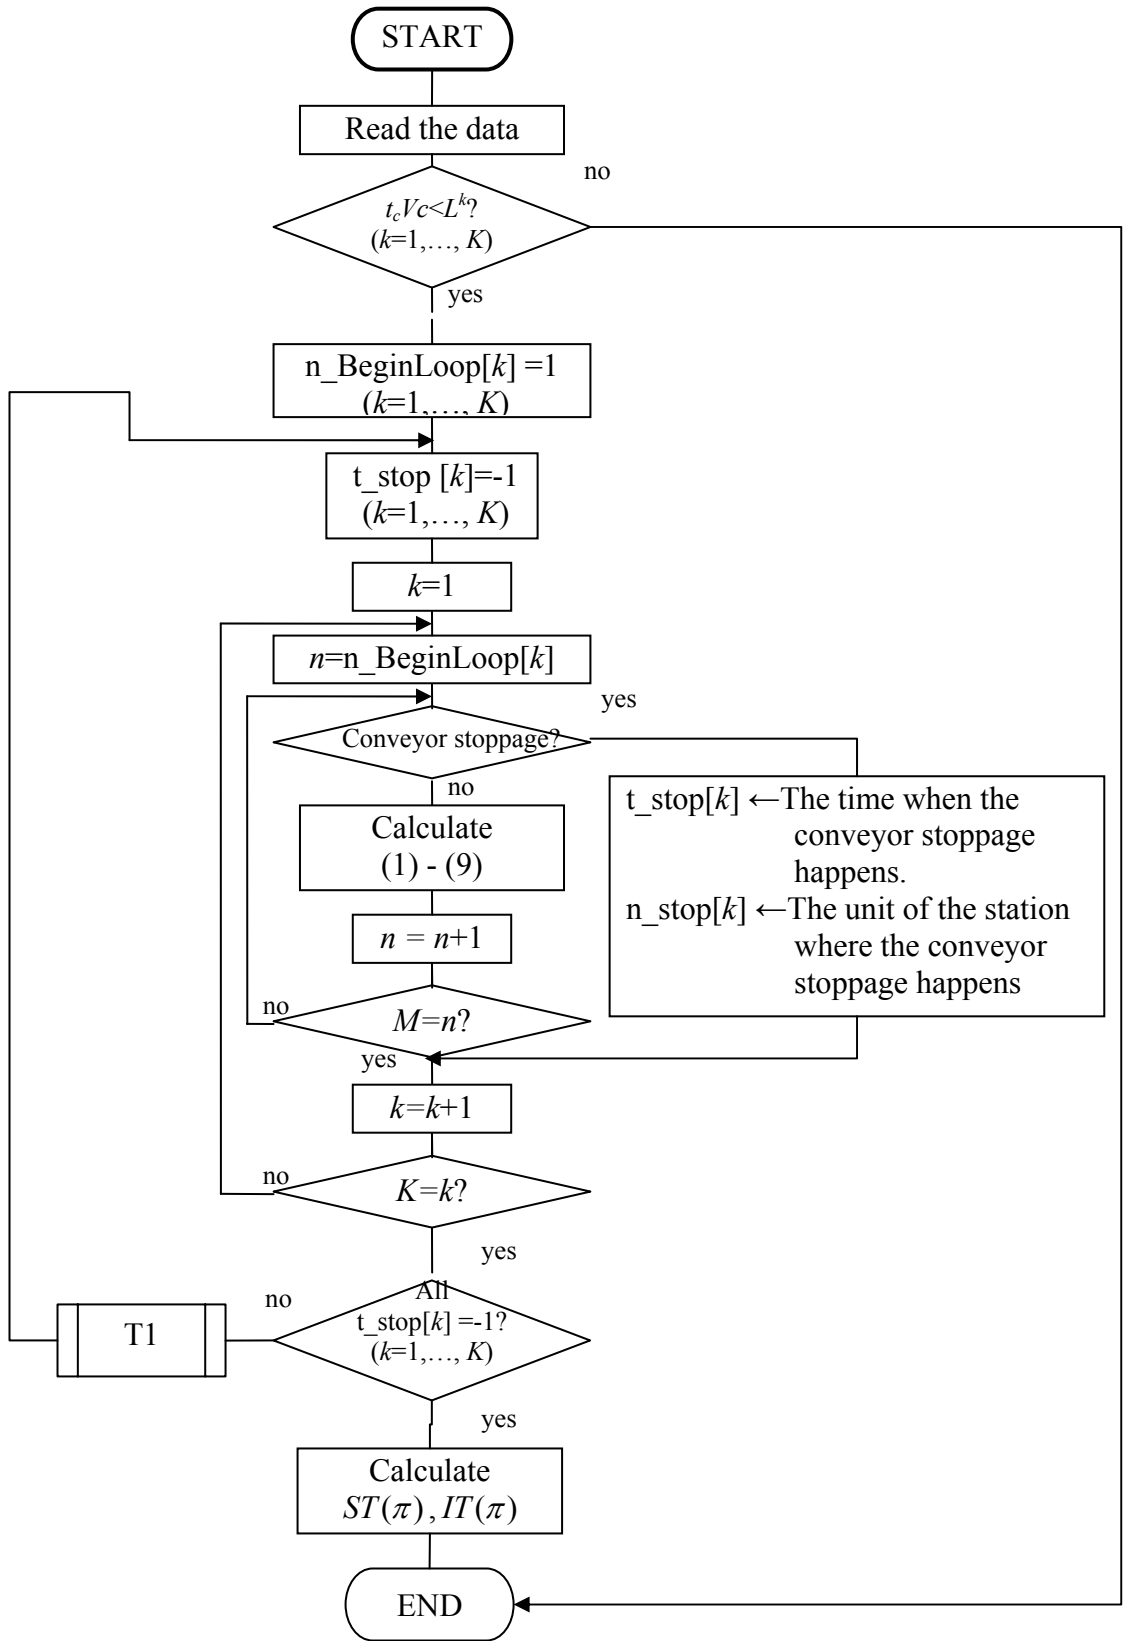 START
Read the data
no
t_cVc<L^k?
(k=1,…, K)
yes
n_BeginLoop[k] =1
(k=1,…, K)
t_stop [k]=-1
(k=1,…, K)
k=1
n=n_BeginLoop[k]
yes
Conveyor stoppage?
no
t_stop[k] ←The time when the
conveyor stoppage
happens.
n_stop[k] ←The unit of the station
where the conveyor
stoppage happens
Calculate
(1) - (9)
n = n+1
no
M=n?
yes
k=k+1
no
K=k?
yes
All
t_stop[k] =-1?
(k=1,…, K)
no
T1
yes
Calculate
ST(π) , IT(π)
END